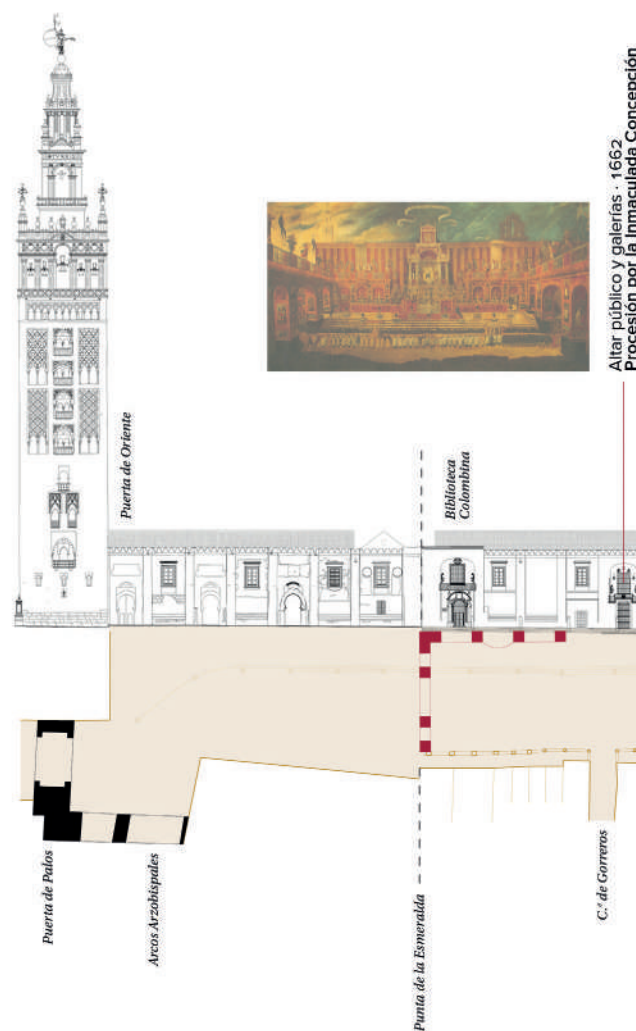 Puerta de Oriente
Biblioteca
Colombina
Altar público y galerías · 1662
Procesión por la Inmaculada Concepción
Puerta de Palos
Arcos Arzobispales
Punta de la Esmeralda
C.ª de Gorreros